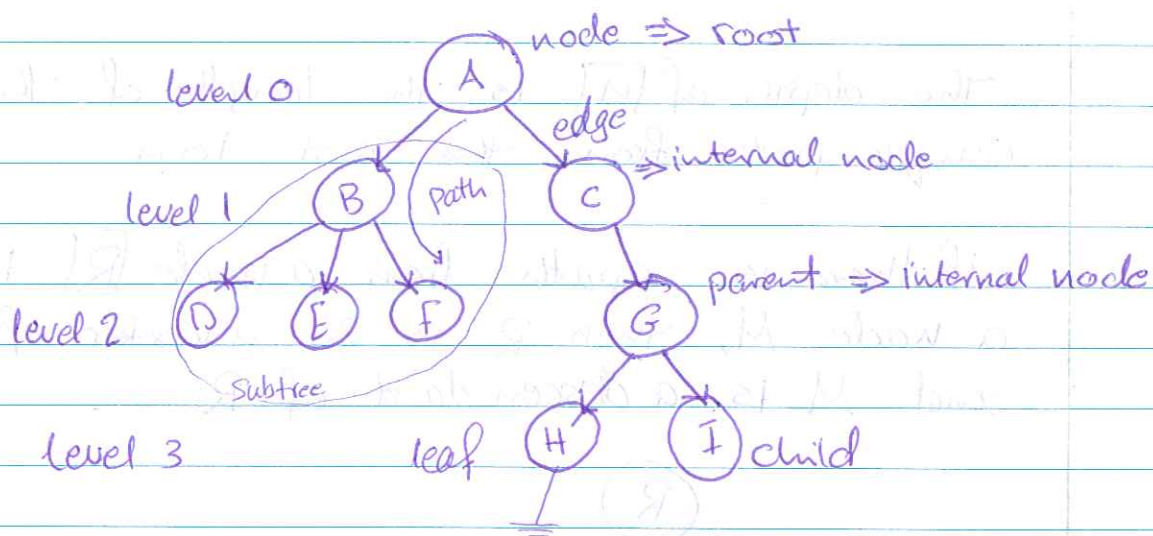 node ⇒ root
A
level 0
edge
⇒ internal node
B
path
C
level 1
parent ⇒ internal node
D
E
F
G
level 2
subtree
level 3
leaf
H
I
child